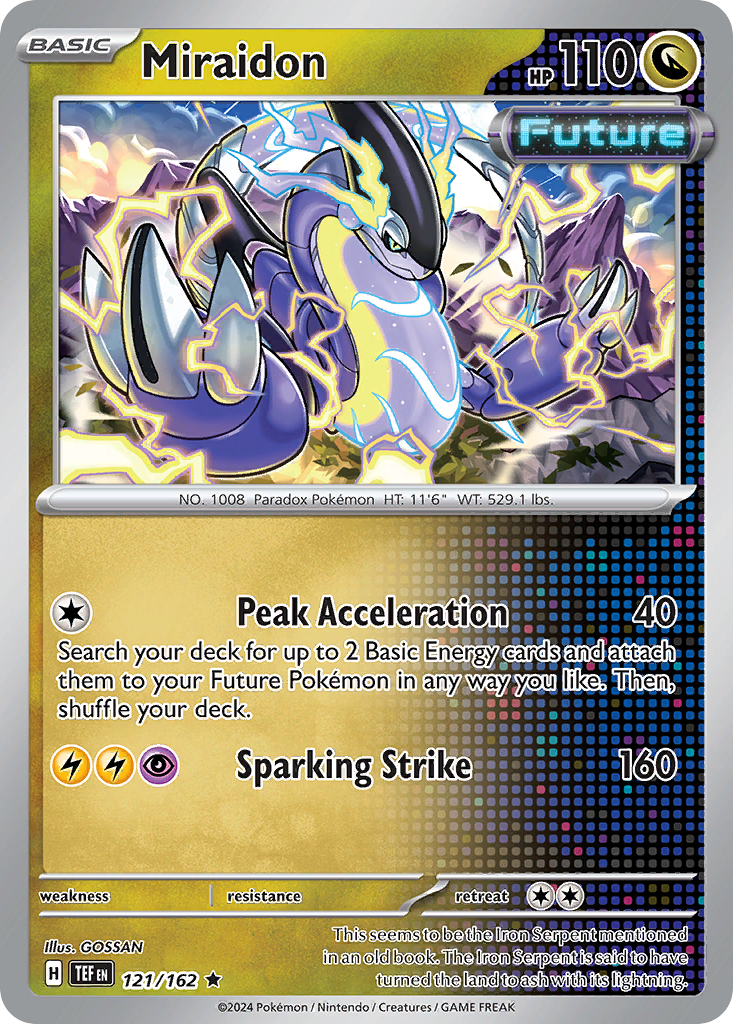 BASIC
Miraidon
HP 110
Future
NO. 1008 Paradox Pokémon HT: 11'6" WT: 529.1 lbs.
Peak Acceleration 40
Search your deck for up to 2 Basic Energy cards and attach
them to your Future Pokémon in any way you like. Then,
shuffle your deck.
Sparking Strike 160
weakness resistance retreat
Illus. GOSSAN
This seems to be the Iron Serpent mentioned
in an old book. The Iron Serpent is said to have
turned the land to ash with its lightning.
H TEF EN 121/162
©2024 Pokémon / Nintendo / Creatures / GAME FREAK